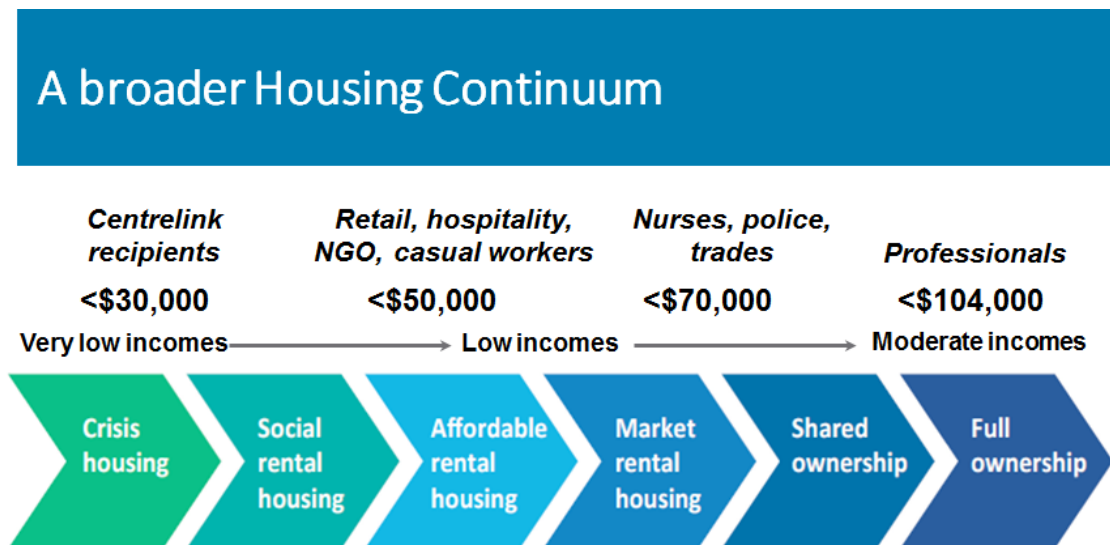 A broader Housing Continuum
Centrelink
recipients
<$30,000
Retail, hospitality,
NGO, casual workers
<$50,000
Nurses, police,
trades
<$70,000
Professionals
<$104,000
Very low incomes
Low incomes
Moderate incomes
Crisis
housing
Social
rental
housing
Affordable
rental
housing
Market
rental
housing
Shared
ownership
Full
ownership